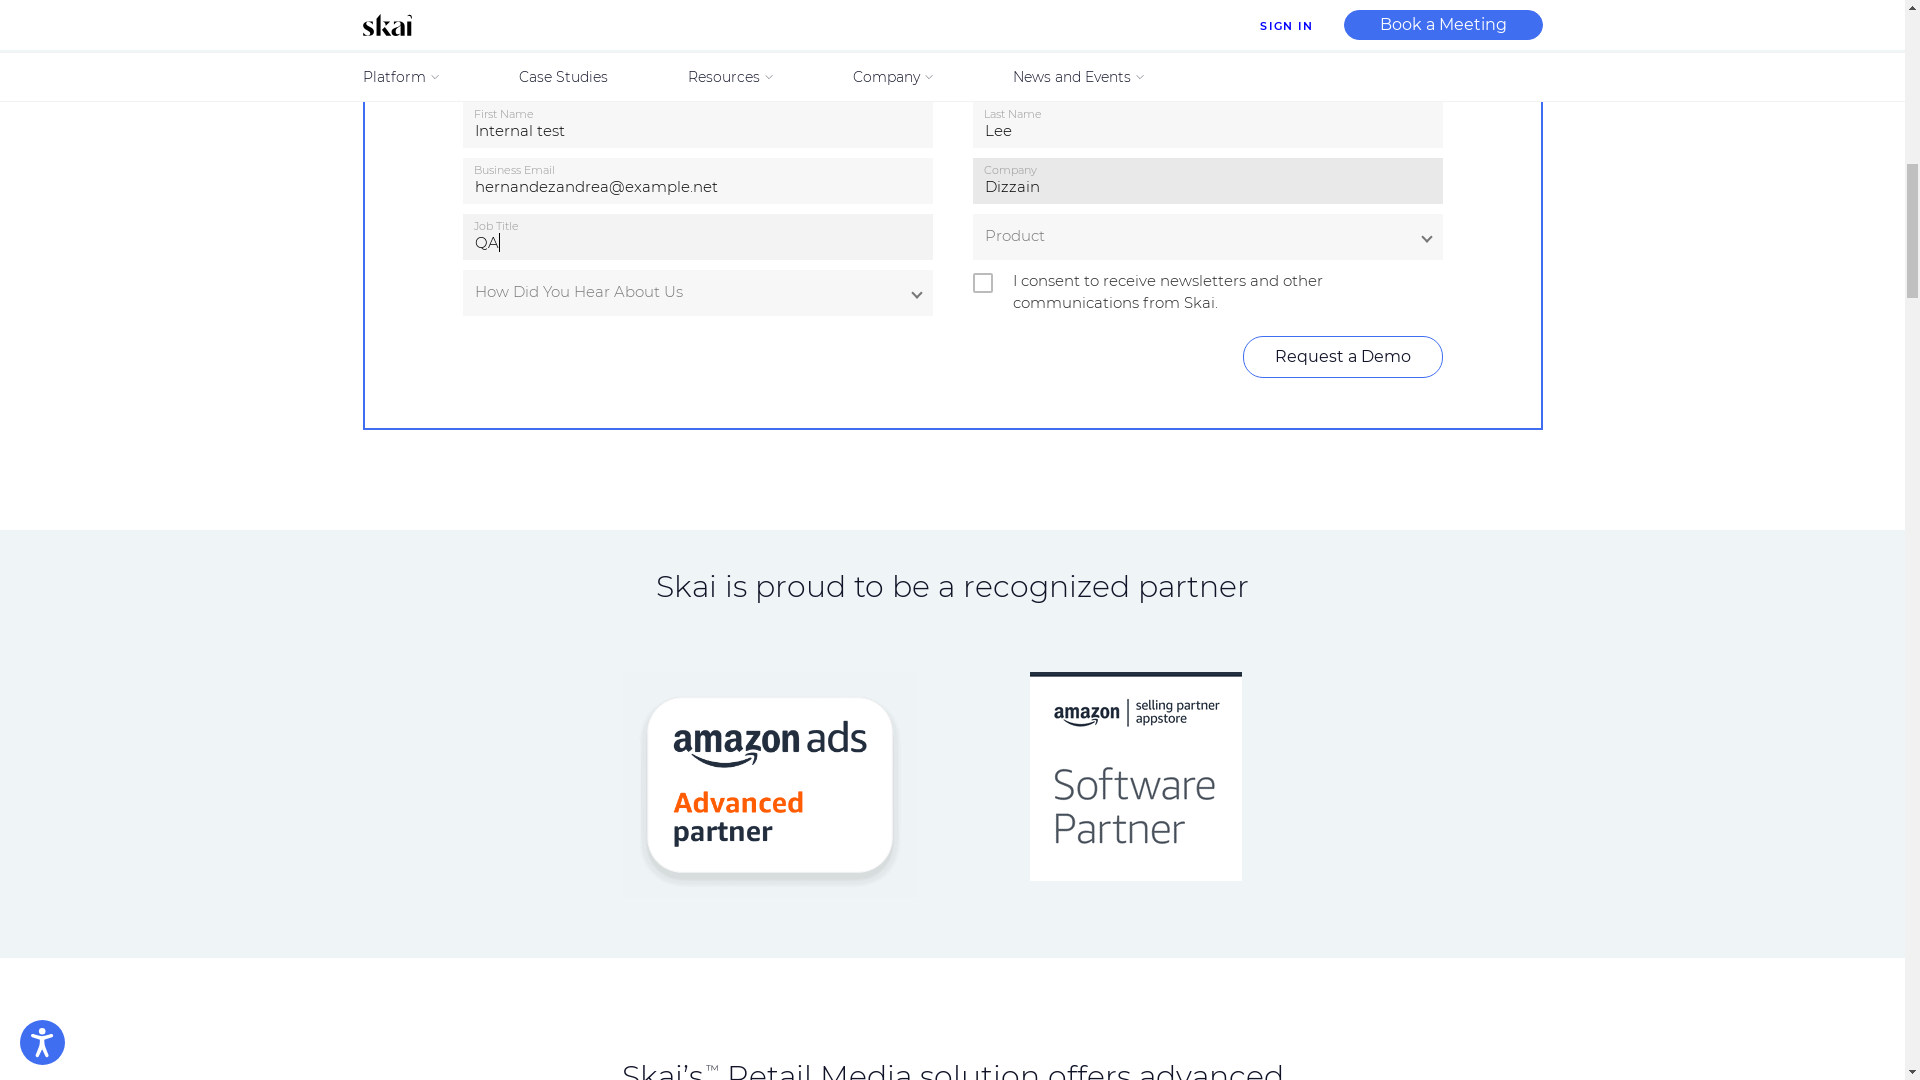 skai
SIGN IN
Book a Meeting
Platform
Case Studies
Resources
Company
News and Events
First Name
Internal test
Last Name
Lee
Business Email
hernandezandrea@example.net
Company
Dizzain
Job Title
QA
Product
How Did You Hear About Us
I consent to receive newsletters and other
communications from Skai.
Request a Demo
Skai is proud to be a recognized partner
amazon ads
Advanced
partner
amazon
selling partner
appstore
Software
Partner
Skai's™ Retail Media solution offers advanced